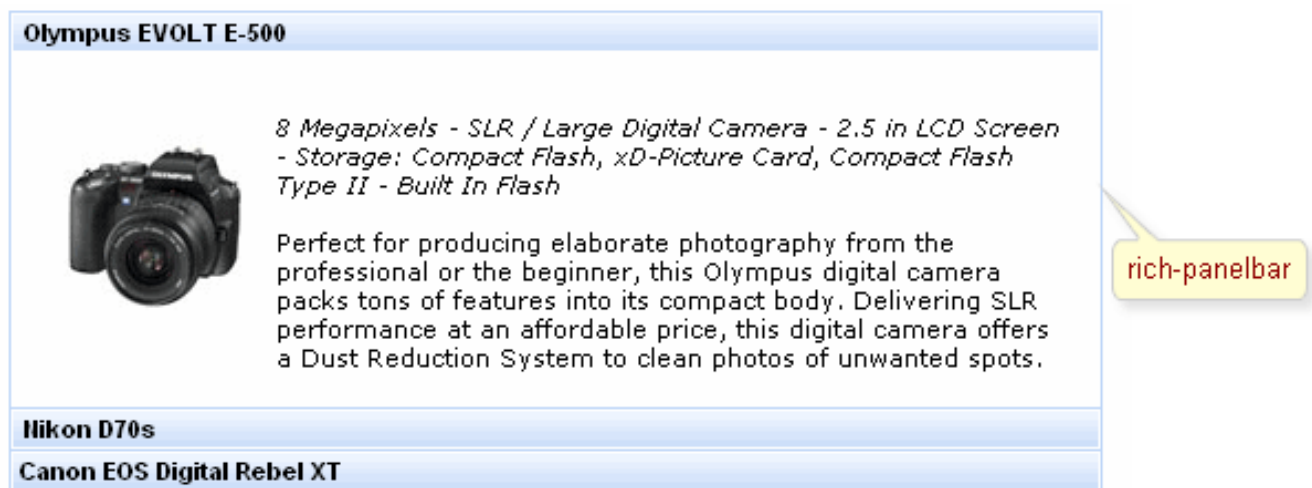 Olympus EVOLT E-500
8 Megapixels - SLR / Large Digital Camera - 2.5 in LCD Screen
- Storage: Compact Flash, xD-Picture Card, Compact Flash
Type II - Built In Flash
OLYMPUS
Perfect for producing elaborate photography from the
professional or the beginner, this Olympus digital camera
packs tons of features into its compact body. Delivering SLR
performance at an affordable price, this digital camera offers
a Dust Reduction System to clean photos of unwanted spots.
rich-panelbar
Nikon D70s
Canon EOS Digital Rebel XT